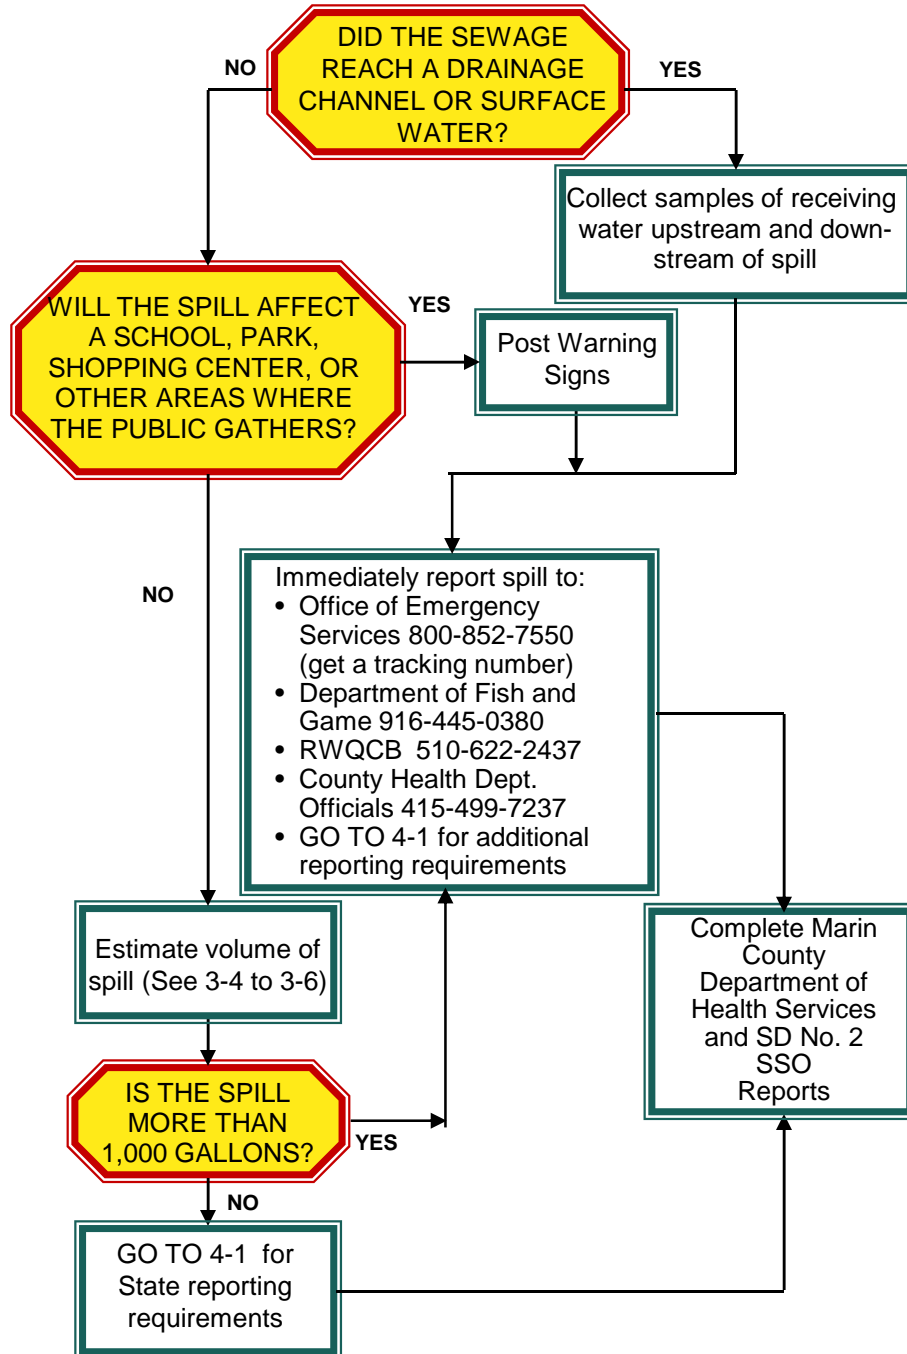 DID THE SEWAGE
REACH A DRAINAGE
CHANNEL OR SURFACE
WATER?
NO
YES
Collect samples of receiving
water upstream and down-
stream of spill
WILL THE SPILL AFFECT
A SCHOOL, PARK,
SHOPPING CENTER, OR
OTHER AREAS WHERE
THE PUBLIC GATHERS?
YES
Post Warning
Signs
NO
Immediately report spill to:
• Office of Emergency
Services 800-852-7550
(get a tracking number)
• Department of Fish and
Game 916-445-0380
• RWQCB  510-622-2437
• County Health Dept.
Officials 415-499-7237
• GO TO 4-1 for additional
reporting requirements
Estimate volume of
spill (See 3-4 to 3-6)
Complete Marin
County
Department of
Health Services
and SD No. 2
SSO
Reports
IS THE SPILL
MORE THAN
1,000 GALLONS?
YES
NO
GO TO 4-1  for
State reporting
requirements